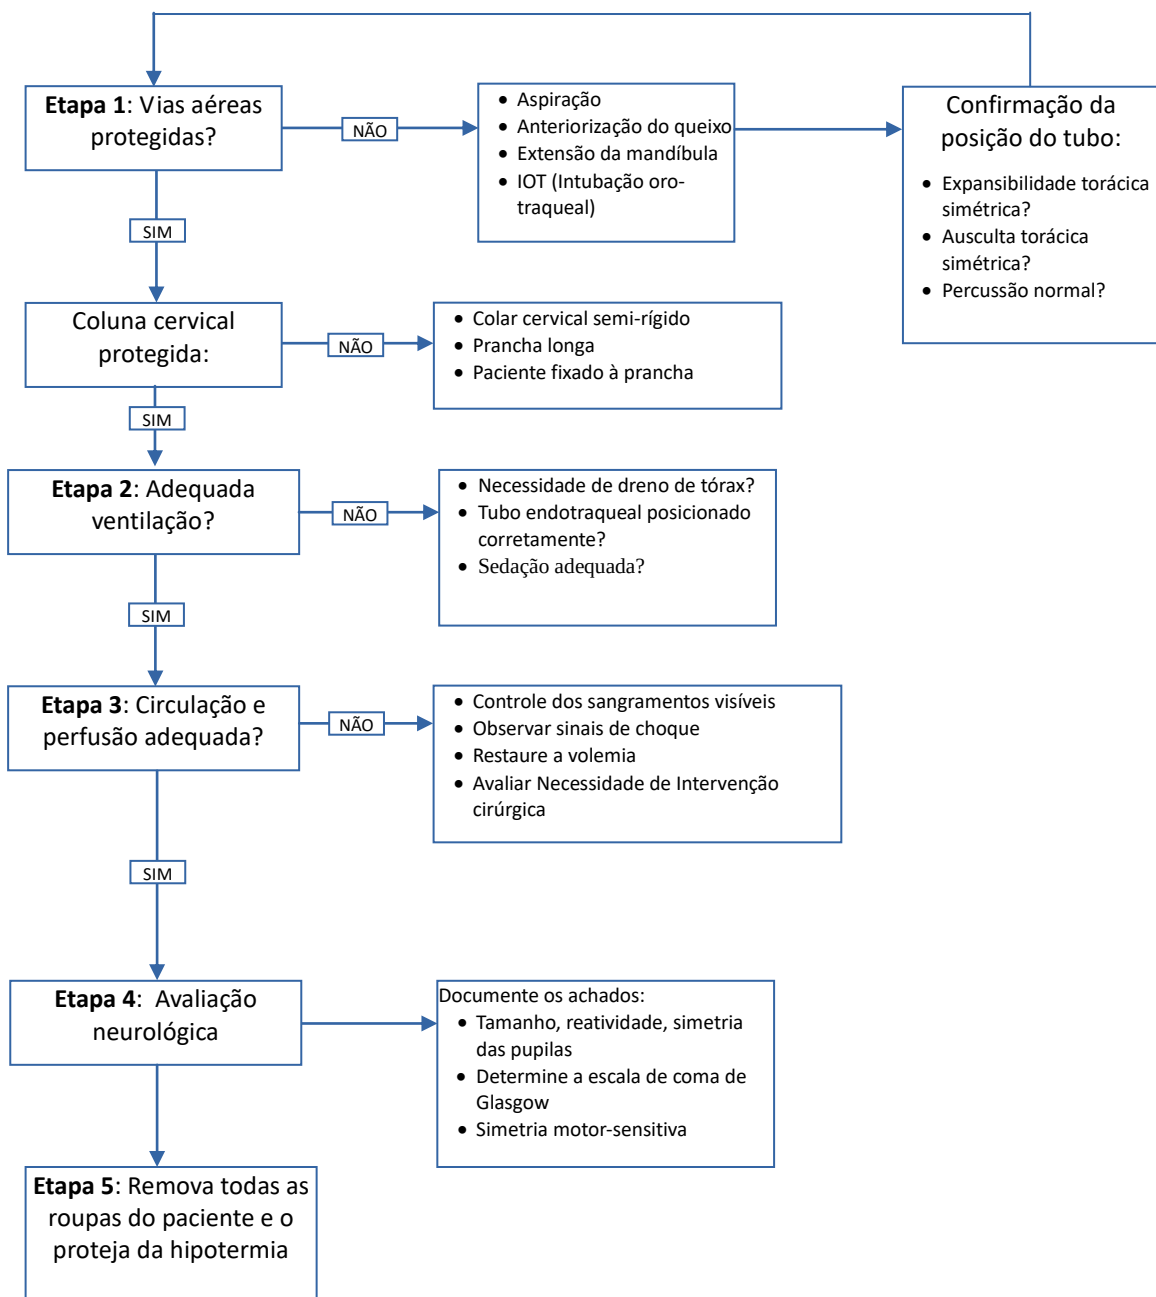 Etapa 1: Vias aéreas
protegidas?
NÃO
• Aspiração
• Anteriorização do queixo
• Extensão da mandíbula
• IOT (Intubação oro-
traqueal)
Confirmação da
posição do tubo:
• Expansibilidade torácica
simétrica?
• Ausculta torácica
simétrica?
• Percussão normal?
SIM
Coluna cervical
protegida:
NÃO
• Colar cervical semi-rígido
• Prancha longa
• Paciente fixado à prancha
SIM
Etapa 2: Adequada
ventilação?
NÃO
• Necessidade de dreno de tórax?
• Tubo endotraqueal posicionado
corretamente?
• Sedação adequada?
SIM
Etapa 3: Circulação e
perfusão adequada?
NÃO
• Controle dos sangramentos visíveis
• Observar sinais de choque
• Restaure a volemia
• Avaliar Necessidade de Intervenção
cirúrgica
SIM
Etapa 4:  Avaliação
neurológica
Documente os achados:
• Tamanho, reatividade, simetria
das pupilas
• Determine a escala de coma de
Glasgow
• Simetria motor-sensitiva
Etapa 5: Remova todas as
roupas do paciente e o
proteja da hipotermia